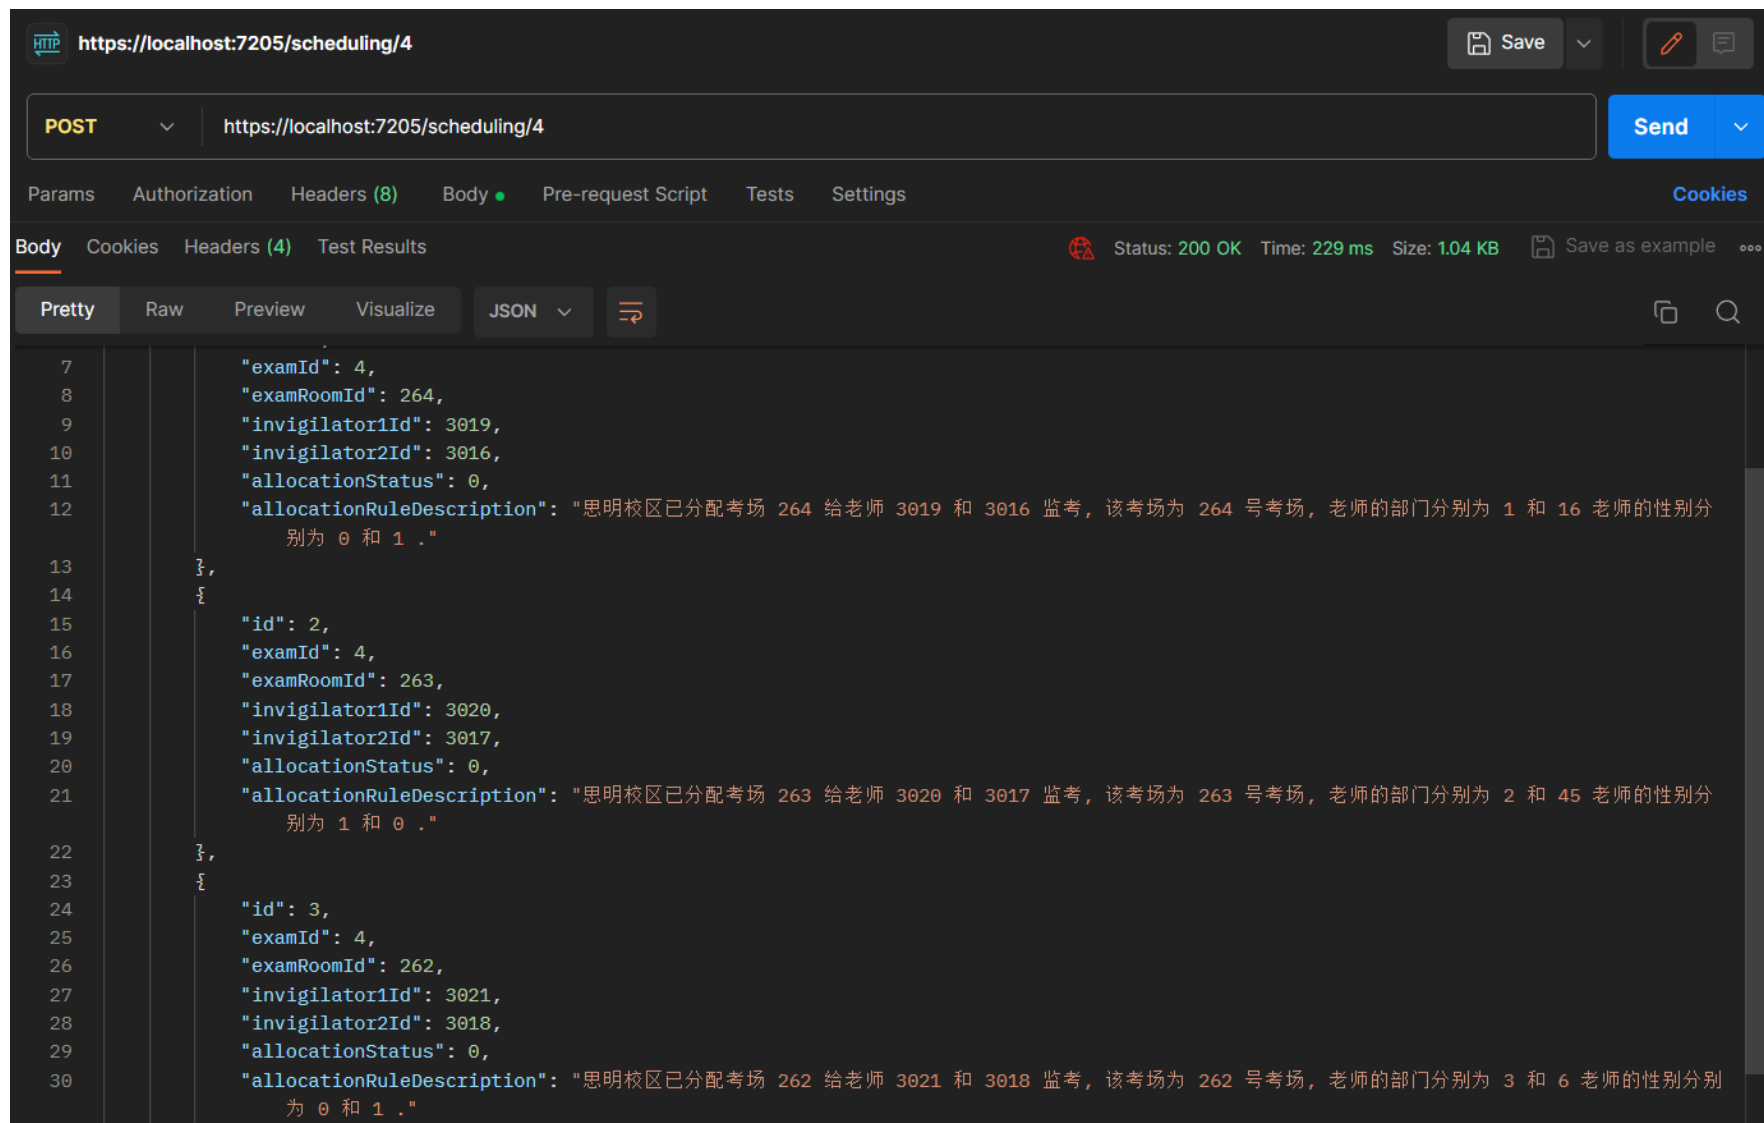 HTTP https://localhost:7205/scheduling/4 Save
POST https://localhost:7205/scheduling/4 Send
Params Authorization Headers (8) Body Pre-request Script Tests Settings Cookies
Body Cookies Headers (4) Test Results Status: 200 OK Time: 229 ms Size: 1.04 KB Save as example
Pretty Raw Preview Visualize JSON
7 "examId": 4,
8 "examRoomId": 264,
9 "invigilator1Id": 3019,
10 "invigilator2Id": 3016,
11 "allocationStatus": 0,
12 "allocationRuleDescription": "思明校区已分配考场 264 给老师 3019 和 3016 监考, 该考场为 264 号考场, 老师的部门分别为 1 和 16 老师的性别分
别为 0 和 1 ."
13 },
14 {
15 "id": 2,
16 "examId": 4,
17 "examRoomId": 263,
18 "invigilator1Id": 3020,
19 "invigilator2Id": 3017,
20 "allocationStatus": 0,
21 "allocationRuleDescription": "思明校区已分配考场 263 给老师 3020 和 3017 监考, 该考场为 263 号考场, 老师的部门分别为 2 和 45 老师的性别分
别为 1 和 0 ."
22 },
23 {
24 "id": 3,
25 "examId": 4,
26 "examRoomId": 262,
27 "invigilator1Id": 3021,
28 "invigilator2Id": 3018,
29 "allocationStatus": 0,
30 "allocationRuleDescription": "思明校区已分配考场 262 给老师 3021 和 3018 监考, 该考场为 262 号考场, 老师的部门分别为 3 和 6 老师的性别分别
为 0 和 1 ."